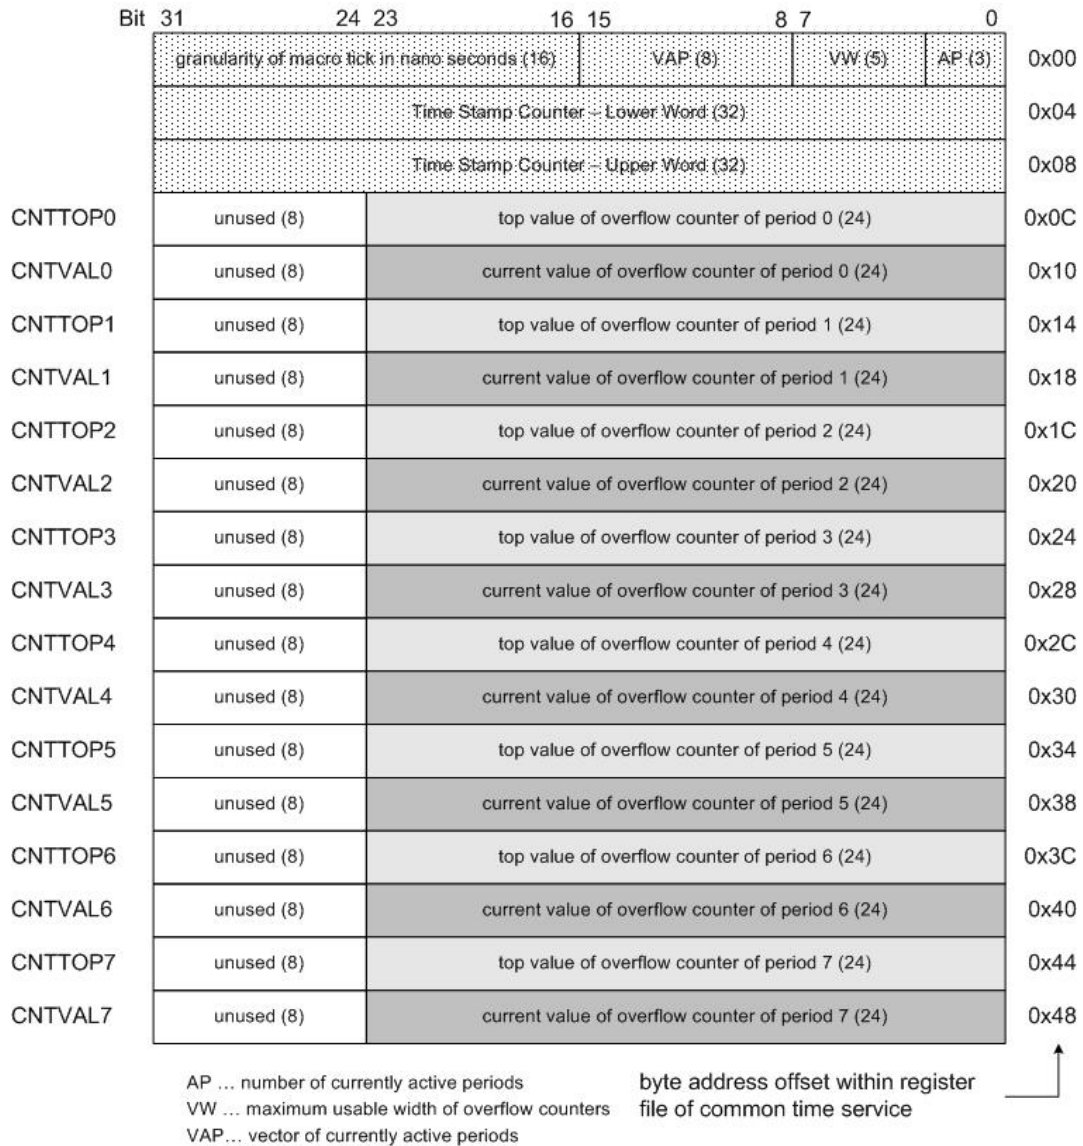 Bit 31 24 23 16 15 8 7 0
granularity of macro tick in nano seconds (16) VAP (8) VW (5) AP (3) 0x00
Time Stamp Counter – Lower Word (32) 0x04
Time Stamp Counter – Upper Word (32) 0x08
CNTTOP0 unused (8) top value of overflow counter of period 0 (24) 0x0C
CNTVAL0 unused (8) current value of overflow counter of period 0 (24) 0x10
CNTTOP1 unused (8) top value of overflow counter of period 1 (24) 0x14
CNTVAL1 unused (8) current value of overflow counter of period 1 (24) 0x18
CNTTOP2 unused (8) top value of overflow counter of period 2 (24) 0x1C
CNTVAL2 unused (8) current value of overflow counter of period 2 (24) 0x20
CNTTOP3 unused (8) top value of overflow counter of period 3 (24) 0x24
CNTVAL3 unused (8) current value of overflow counter of period 3 (24) 0x28
CNTTOP4 unused (8) top value of overflow counter of period 4 (24) 0x2C
CNTVAL4 unused (8) current value of overflow counter of period 4 (24) 0x30
CNTTOP5 unused (8) top value of overflow counter of period 5 (24) 0x34
CNTVAL5 unused (8) current value of overflow counter of period 5 (24) 0x38
CNTTOP6 unused (8) top value of overflow counter of period 6 (24) 0x3C
CNTVAL6 unused (8) current value of overflow counter of period 6 (24) 0x40
CNTTOP7 unused (8) top value of overflow counter of period 7 (24) 0x44
CNTVAL7 unused (8) current value of overflow counter of period 7 (24) 0x48
AP ... number of currently active periods
VW ... maximum usable width of overflow counters
VAP... vector of currently active periods
byte address offset within register
file of common time service